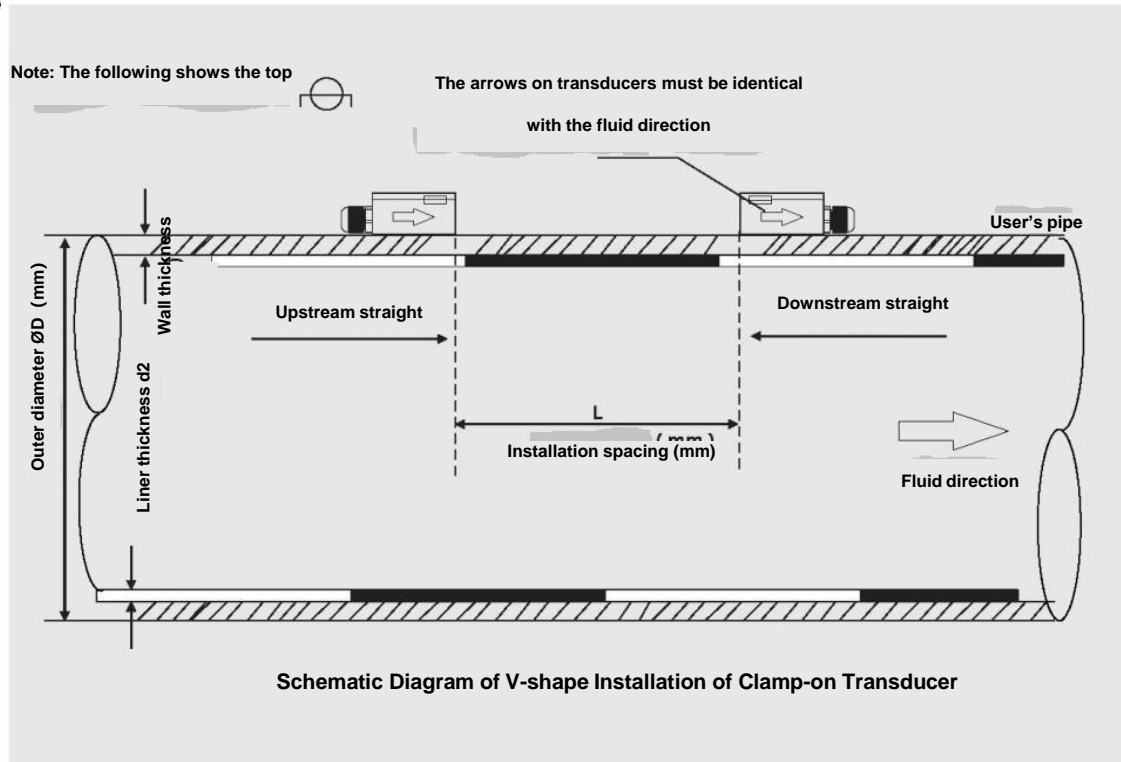 Note: The following shows the top
The arrows on transducers must be identical
with the fluid direction
User's pipe
Wall thickness
Upstream straight
Downstream straight
Outer diameter ØD (mm)
Liner thickness d2
L
Installation spacing (mm)
Fluid direction
Schematic Diagram of V-shape Installation of Clamp-on Transducer